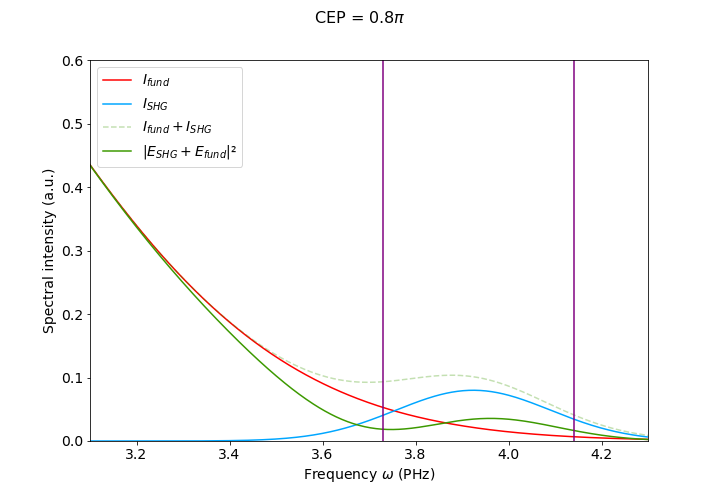 CEP = 0.8π
I_fund
I_SHG
I_fund + I_SHG
|E_SHG + E_fund|²
Spectral intensity (a.u.)
0.6
0.5
0.4
0.3
0.2
0.1
0.0
3.2 3.4 3.6 3.8 4.0 4.2
Frequency ω (PHz)